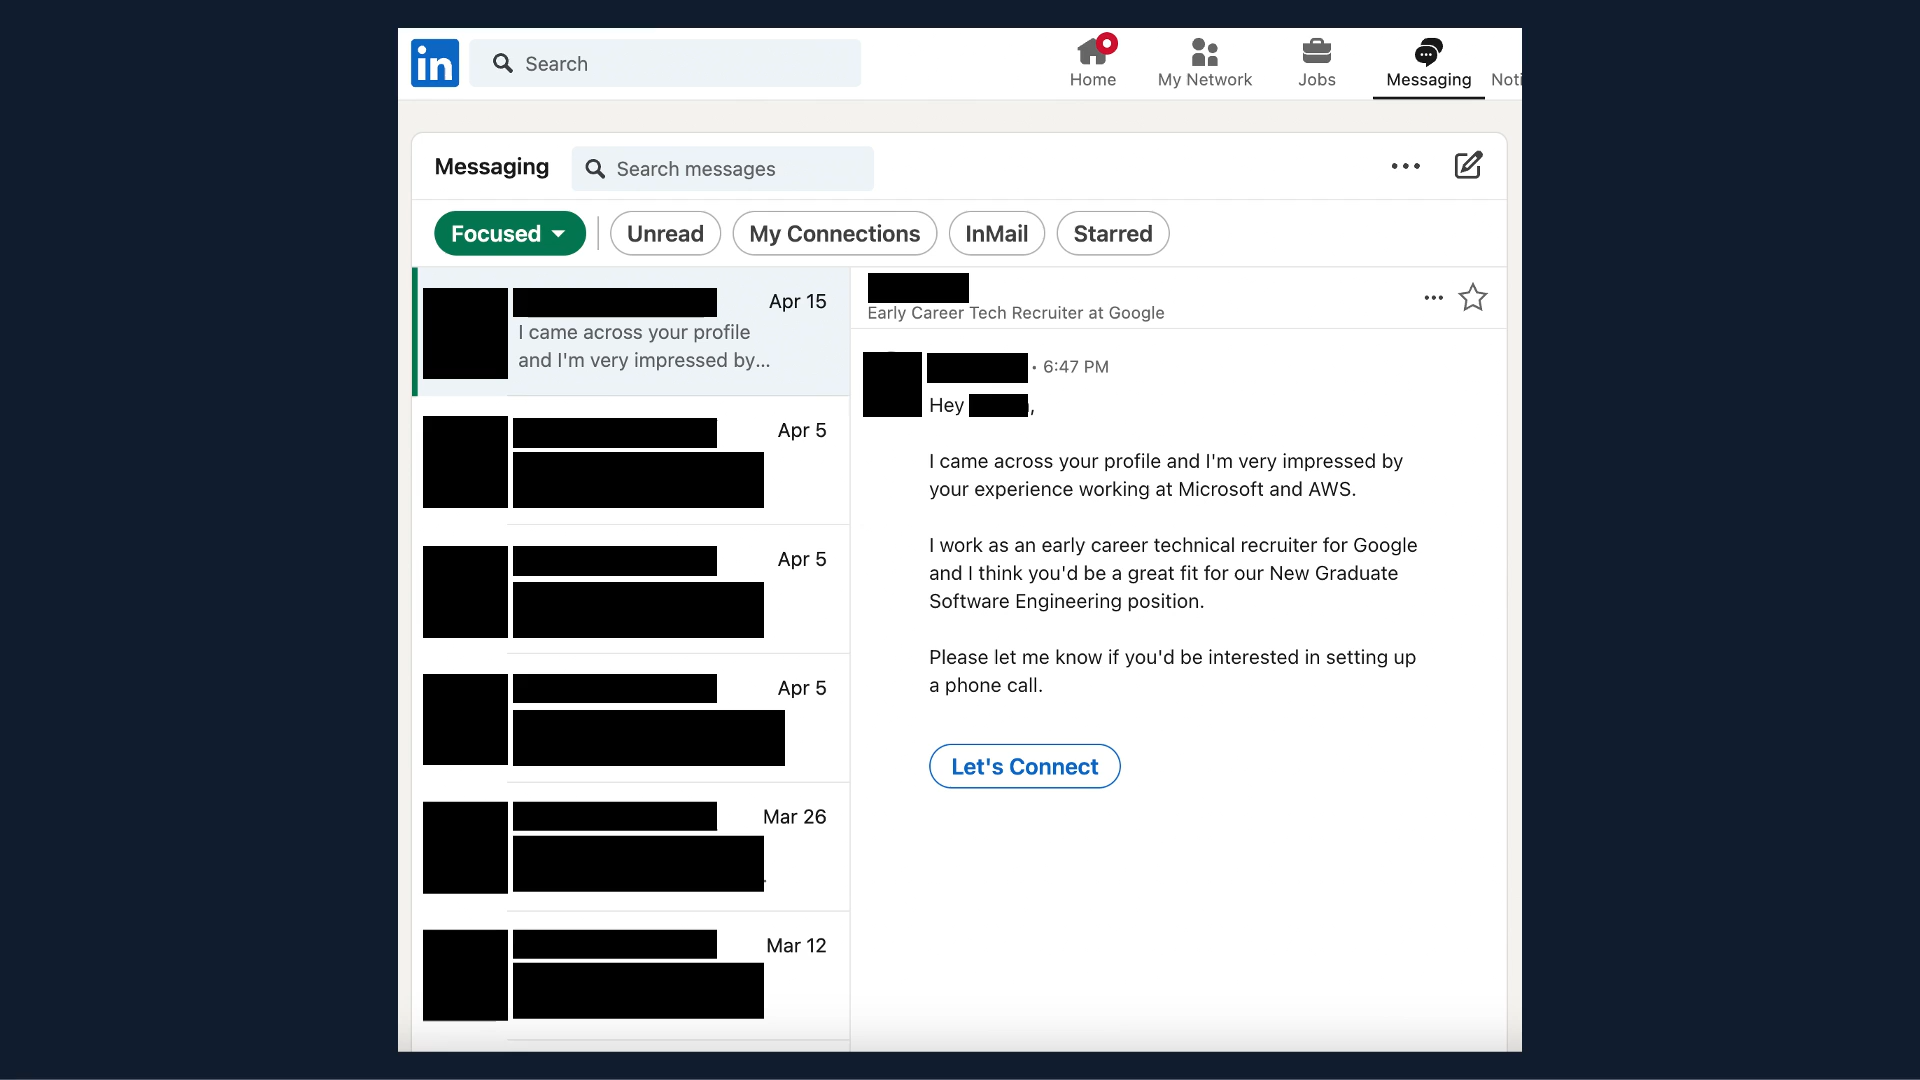 in
Search
Home
My Network
Jobs
Messaging
Noti
Messaging
Search messages
Focused
Unread
My Connections
InMail
Starred
Apr 15
I came across your profile
and I'm very impressed by...
Apr 5
Apr 5
Apr 5
Mar 26
Mar 12
Early Career Tech Recruiter at Google
• 6:47 PM
Hey ,
I came across your profile and I'm very impressed by
your experience working at Microsoft and AWS.
I work as an early career technical recruiter for Google
and I think you'd be a great fit for our New Graduate
Software Engineering position.
Please let me know if you'd be interested in setting up
a phone call.
Let's Connect